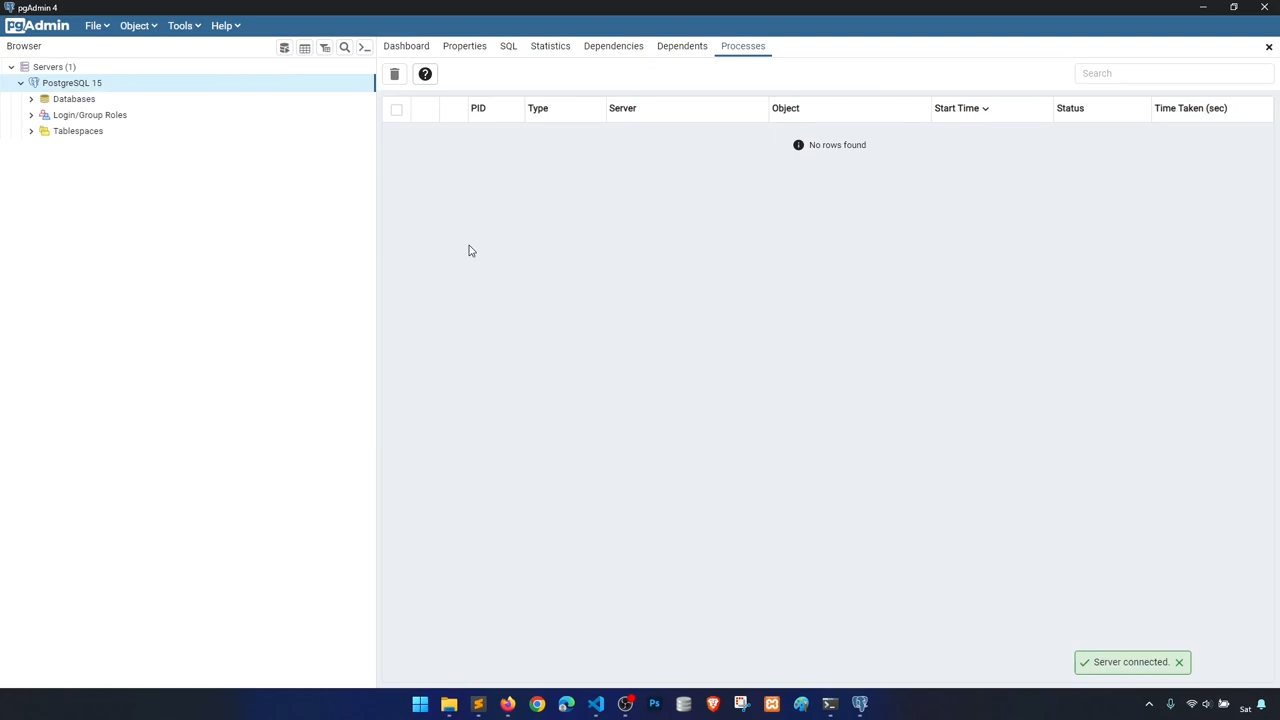 pgAdmin 4
pgAdmin File Object Tools Help
Browser
Dashboard Properties SQL Statistics Dependencies Dependents Processes
Servers (1)
PostgreSQL 15
Databases
Login/Group Roles
Tablespaces
Search
PID Type Server Object Start Time Status Time Taken (sec)
No rows found
Server connected.
Ps
Sat